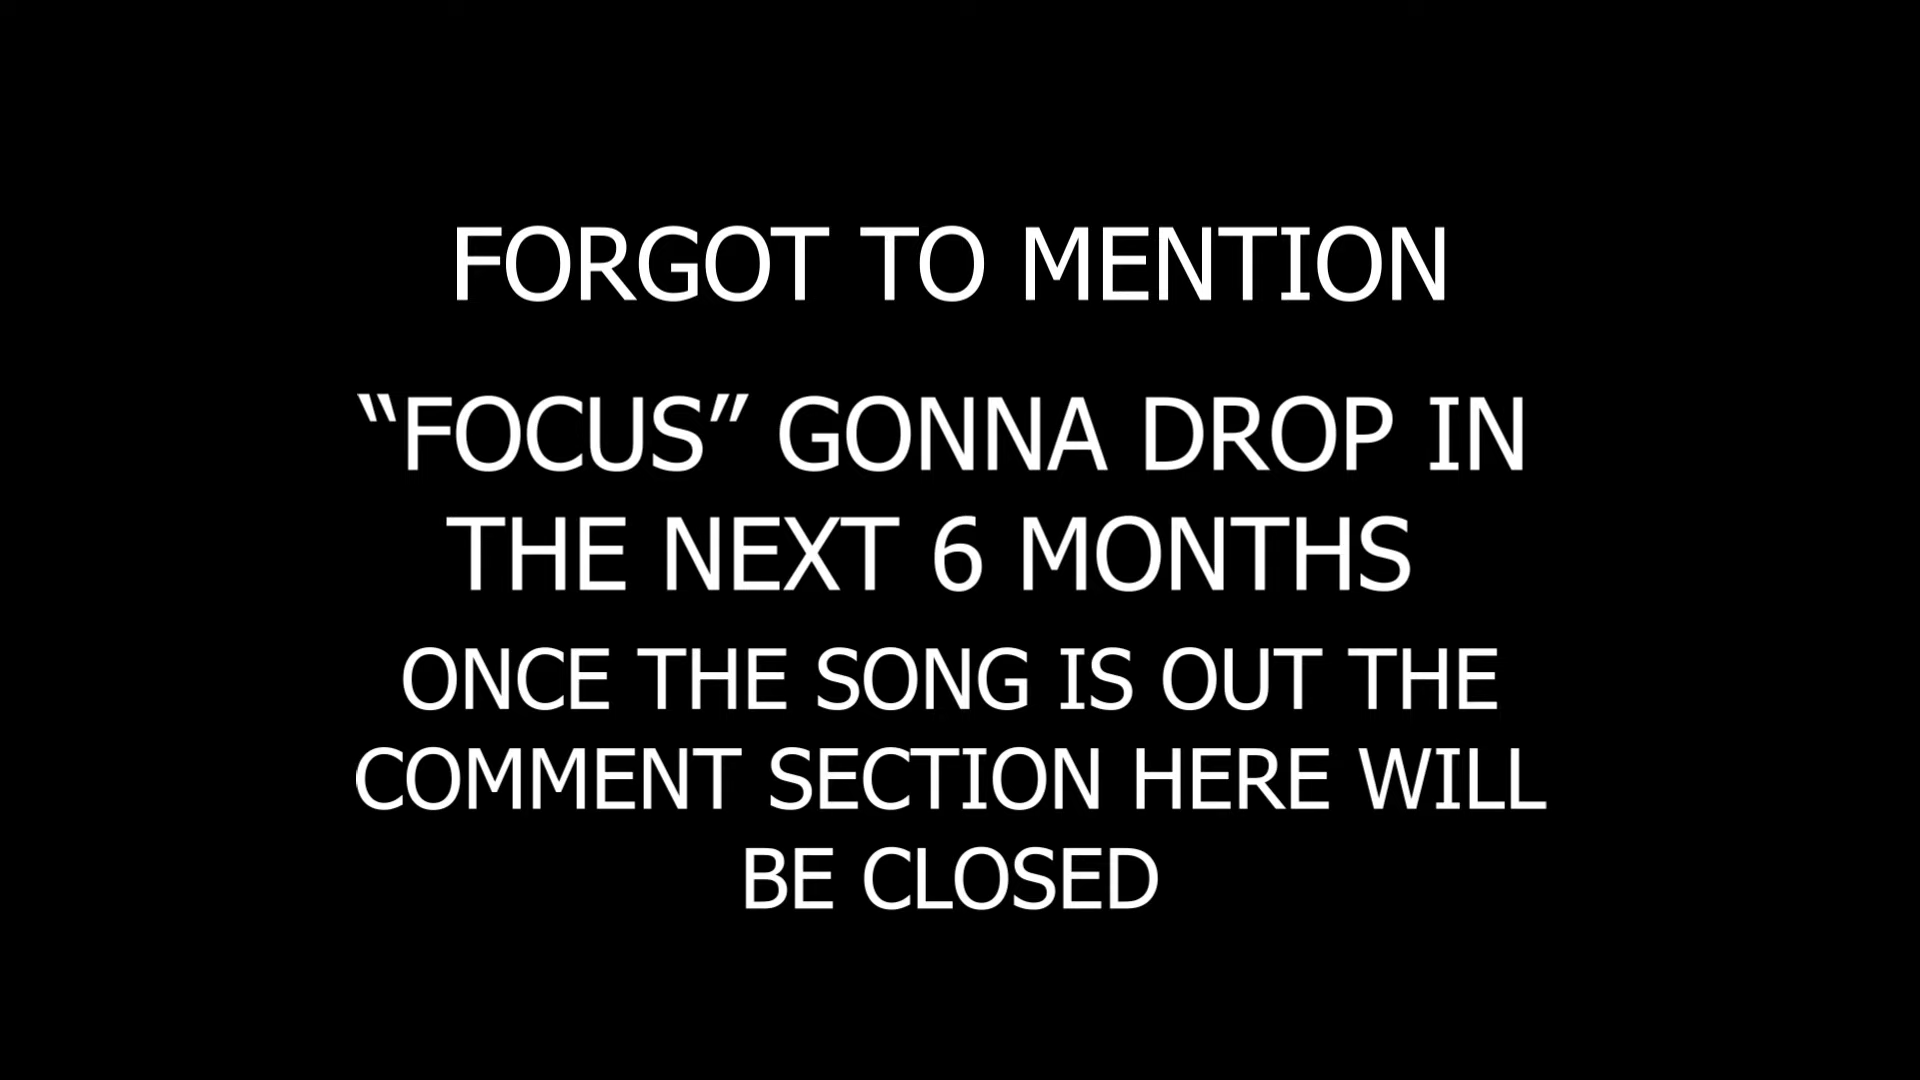 FORGOT TO MENTION
“FOCUS” GONNA DROP IN
THE NEXT 6 MONTHS
ONCE THE SONG IS OUT THE
COMMENT SECTION HERE WILL
BE CLOSED